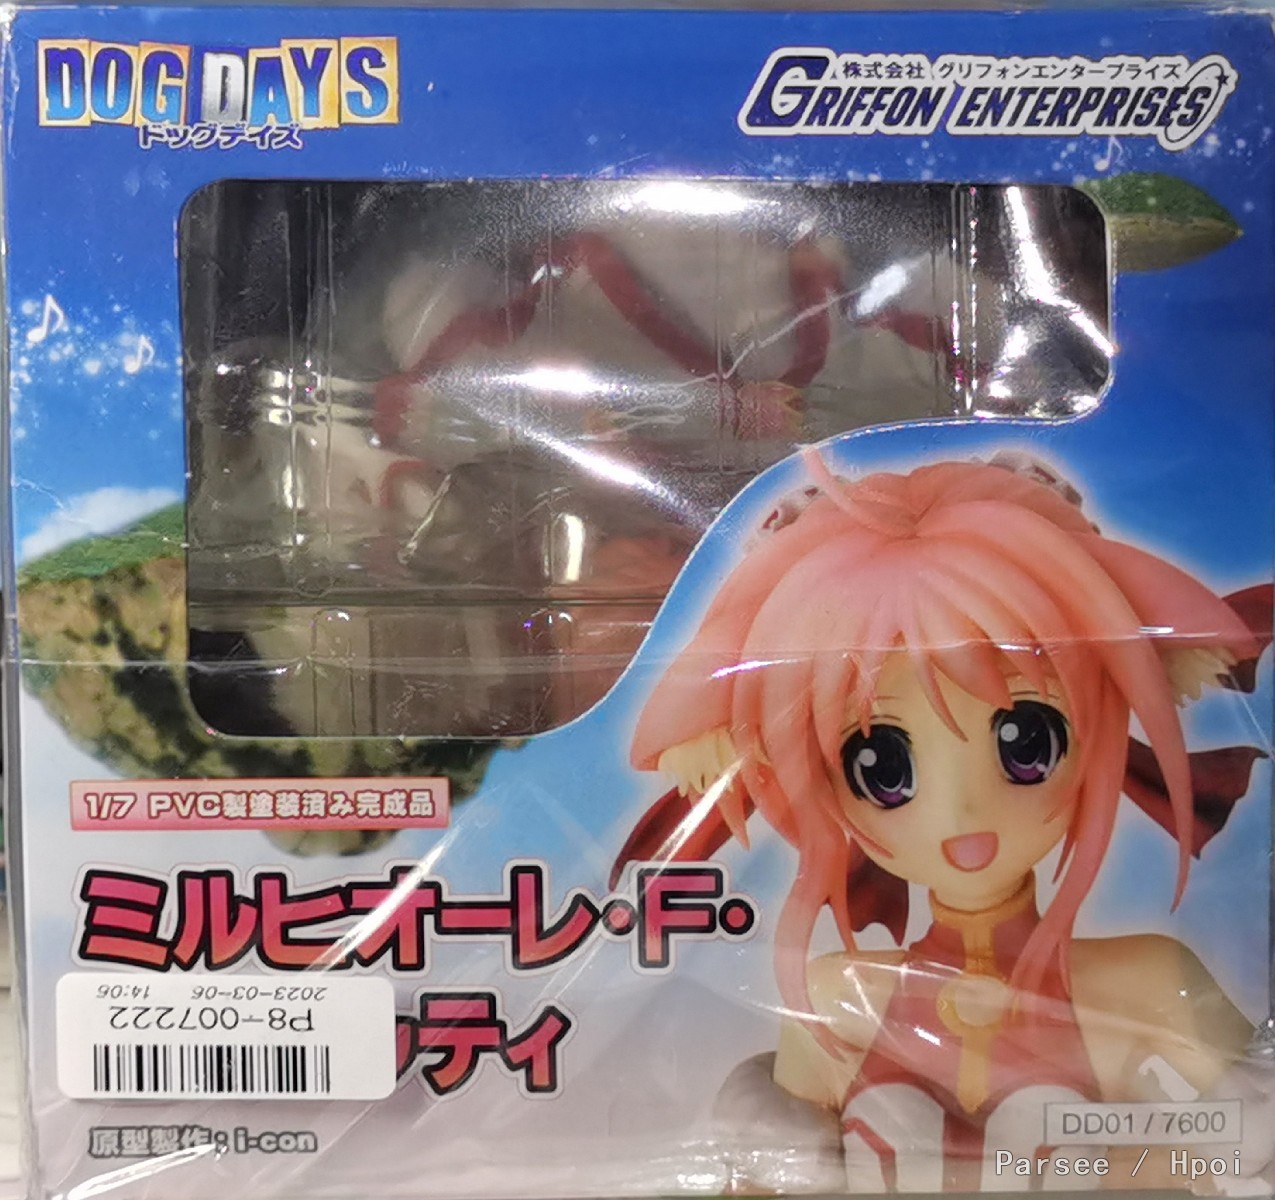 DOG DAYS
ドッグデイズ
株式会社 グリフォンエンタープライズ
GRIFFON ENTERPRISES
1/7 PVC製塗装済み完成品
ミルヒオーレ・F・
ッティ
2023-03-06 14:06
P8-007222
原型製作：i-con
DD01 / 7600
Parsee / Hpoi